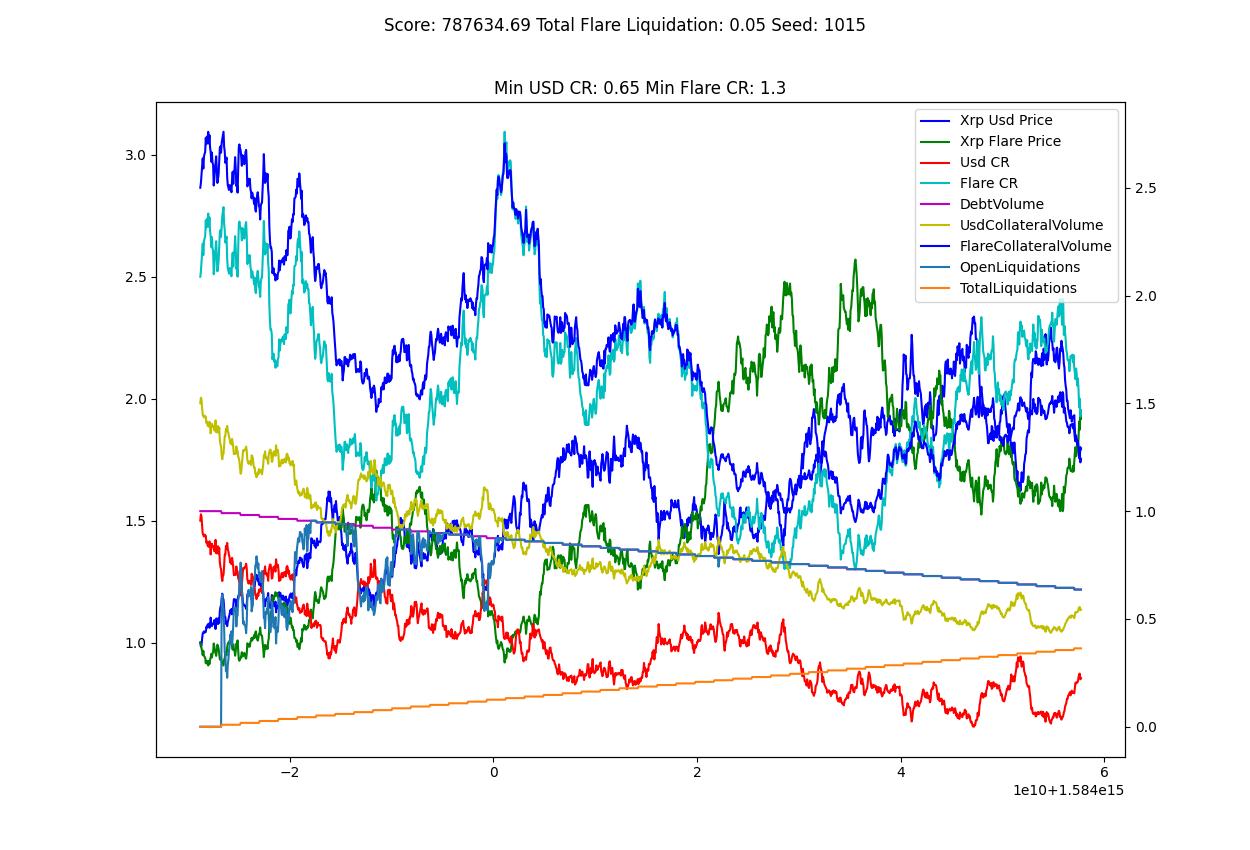 Score: 787634.69 Total Flare Liquidation: 0.05 Seed: 1015
Min USD CR: 0.65 Min Flare CR: 1.3
Xrp Usd Price
Xrp Flare Price
Usd CR
Flare CR
DebtVolume
UsdCollateralVolume
FlareCollateralVolume
OpenLiquidations
TotalLiquidations
3.0
2.5
2.0
1.5
1.0
2.5
2.0
1.5
1.0
0.5
0.0
−2 0 2 4 6
1e10+1.584e15